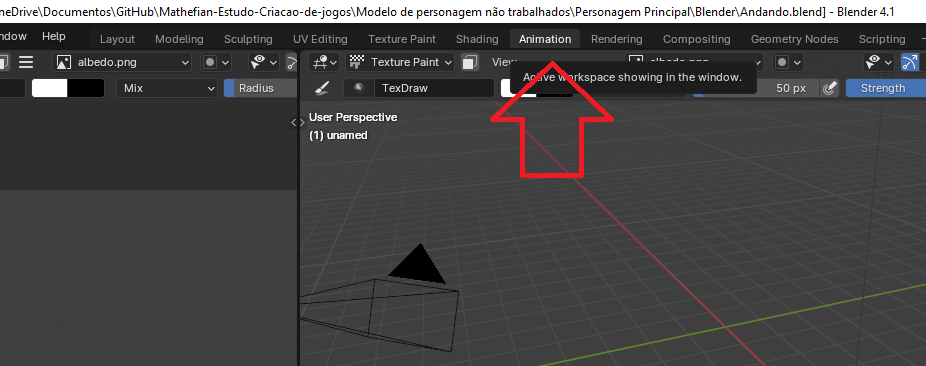 neDrive\Documentos\GitHub\Mathefian-Estudo-Criacao-de-jogos\Modelo de personagem não trabalhados\Personagem Principal\Blender\Andando.blend] - Blender 4.1
ndow Help Layout Modeling Sculpting UV Editing Texture Paint Shading Animation Rendering Compositing Geometry Nodes Scripting
albedo.png Texture Paint View
Active workspace showing in the window.
Mix Radius TexDraw 50 px Strength
User Perspective
(1) unamed